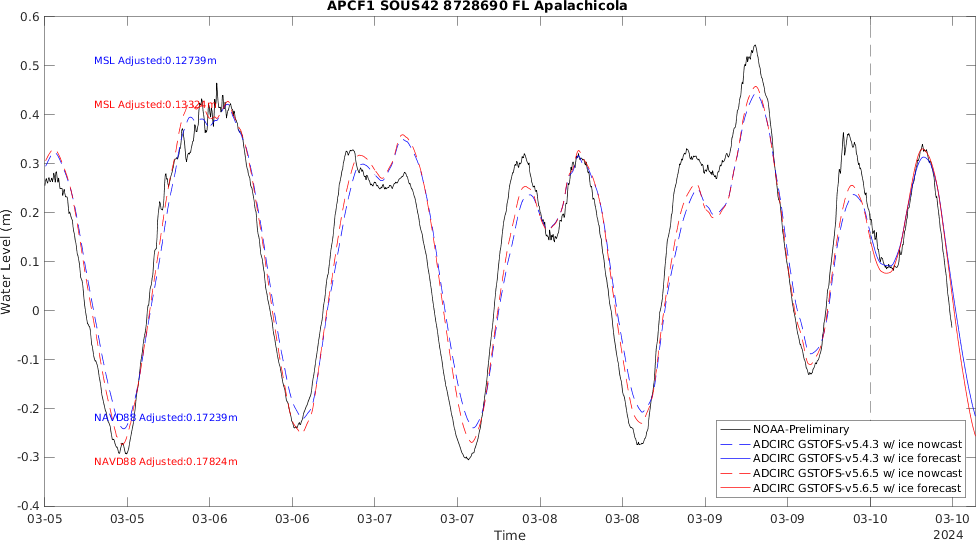 APCF1 SOUS42 8728690 FL Apalachicola
0.6
0.5
0.4
0.3
0.2
0.1
0
-0.1
-0.2
-0.3
-0.4
Water Level (m)
MSL Adjusted:0.12739m
MSL Adjusted:0.13324m
NAVD88 Adjusted:0.17239m
NAVD88 Adjusted:0.17824m
NOAA-Preliminary
ADCIRC GSTOFS-v5.4.3 w/ ice nowcast
ADCIRC GSTOFS-v5.4.3 w/ ice forecast
ADCIRC GSTOFS-v5.6.5 w/ ice nowcast
ADCIRC GSTOFS-v5.6.5 w/ ice forecast
03-05 03-05 03-06 03-06 03-07 03-07 03-08 03-08 03-09 03-09 03-10 03-10
Time
2024